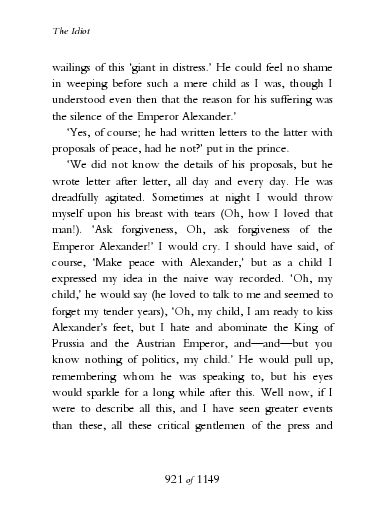 The Idiot
wailings of this 'giant in distress.' He could feel no shame
in weeping before such a mere child as I was, though I
understood even then that the reason for his suffering was
the silence of the Emperor Alexander.'
'Yes, of course; he had written letters to the latter with
proposals of peace, had he not?' put in the prince.
'We did not know the details of his proposals, but he
wrote letter after letter, all day and every day. He was
dreadfully agitated. Sometimes at night I would throw
myself upon his breast with tears (Oh, how I loved that
man!). 'Ask forgiveness, Oh, ask forgiveness of the
Emperor Alexander!' I would cry. I should have said, of
course, 'Make peace with Alexander,' but as a child I
expressed my idea in the naive way recorded. 'Oh, my
child,' he would say (he loved to talk to me and seemed to
forget my tender years), 'Oh, my child, I am ready to kiss
Alexander's feet, but I hate and abominate the King of
Prussia and the Austrian Emperor, and—and—but you
know nothing of politics, my child.' He would pull up,
remembering whom he was speaking to, but his eyes
would sparkle for a long while after this. Well now, if I
were to describe all this, and I have seen greater events
than these, all these critical gentlemen of the press and
921 of 1149